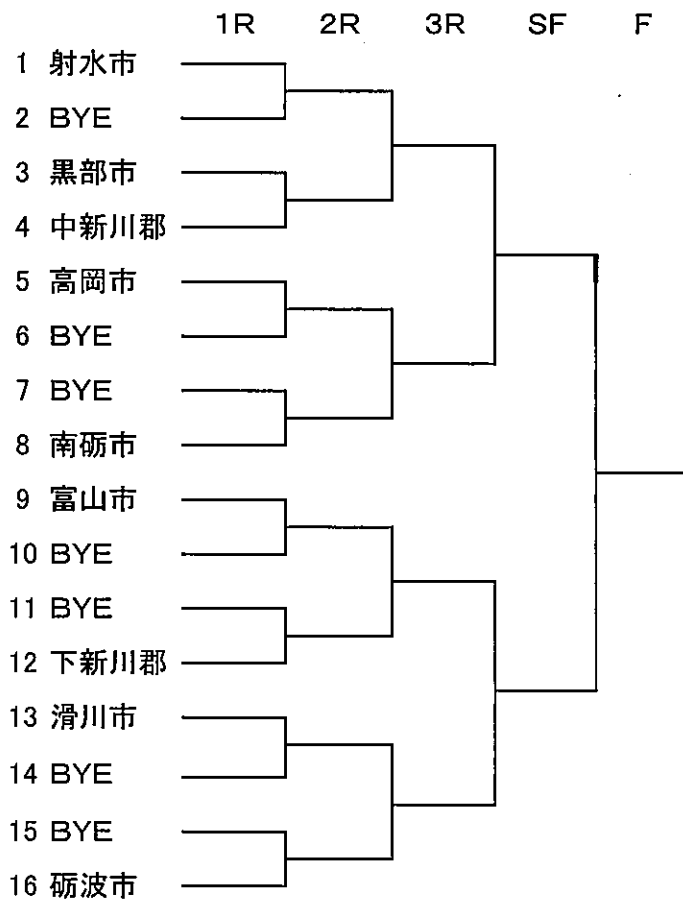 1R 2R 3R SF F
1 射水市
2 BYE
3 黒部市
4 中新川郡
5 高岡市
6 BYE
7 BYE
8 南砺市
9 富山市
10 BYE
11 BYE
12 下新川郡
13 滑川市
14 BYE
15 BYE
16 砺波市